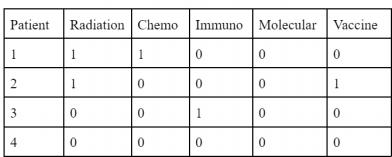 Patient Radiation Chemo Immuno Molecular Vaccine
1 1 1 0 0 0
2 1 0 0 0 1
3 0 0 1 0 0
4 0 0 0 0 0